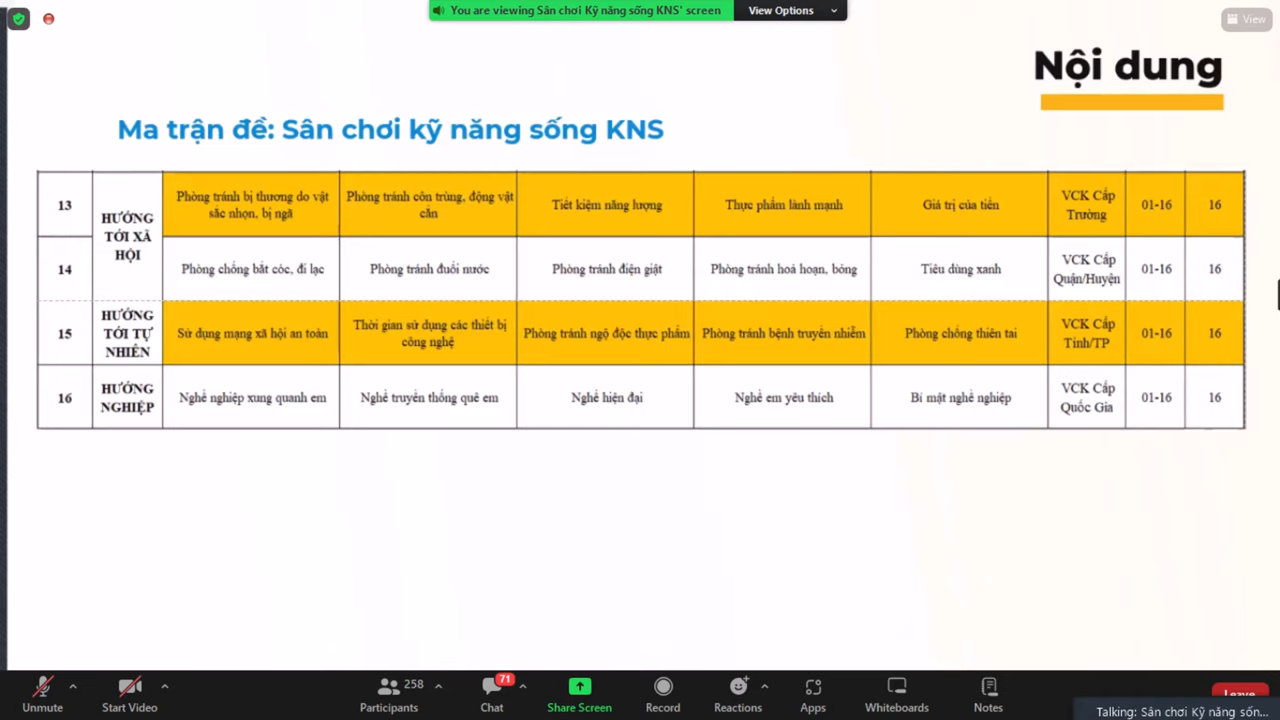 You are viewing Sân chơi Kỹ năng sống KNS' screen
View Options
View
Nội dung
Ma trận đề: Sân chơi kỹ năng sống KNS
13
HƯỚNG
TỚI XÃ
HỘI
Phòng tránh bị thương do vật
sắc nhọn, bị ngã
Phòng tránh côn trùng, động vật
cắn
Tiết kiệm năng lượng
Thực phẩm lành mạnh
Giá trị của tiền
VCK Cấp
Trường
01-16
16
14
Phòng chống bắt cóc, đi lạc
Phòng tránh đuối nước
Phòng tránh điện giật
Phòng tránh hoả hoạn, bỏng
Tiêu dùng xanh
VCK Cấp
Quận/Huyện
01-16
16
15
HƯỚNG
TỚI TỰ
NHIÊN
Sử dụng mạng xã hội an toàn
Thời gian sử dụng các thiết bị
công nghệ
Phòng tránh ngộ độc thực phẩm
Phòng tránh bệnh truyền nhiễm
Phòng chống thiên tai
VCK Cấp
Tỉnh/TP
01-16
16
16
HƯỚNG
NGHIỆP
Nghề nghiệp xung quanh em
Nghề truyền thống quê em
Nghề hiện đại
Nghề em yêu thích
Bí mật nghề nghiệp
VCK Cấp
Quốc Gia
01-16
16
Unmute
Start Video
258
Participants
71
Chat
Share Screen
Record
Reactions
Apps
Whiteboards
Notes
Leave
Talking: Sân chơi Kỹ năng sốn...